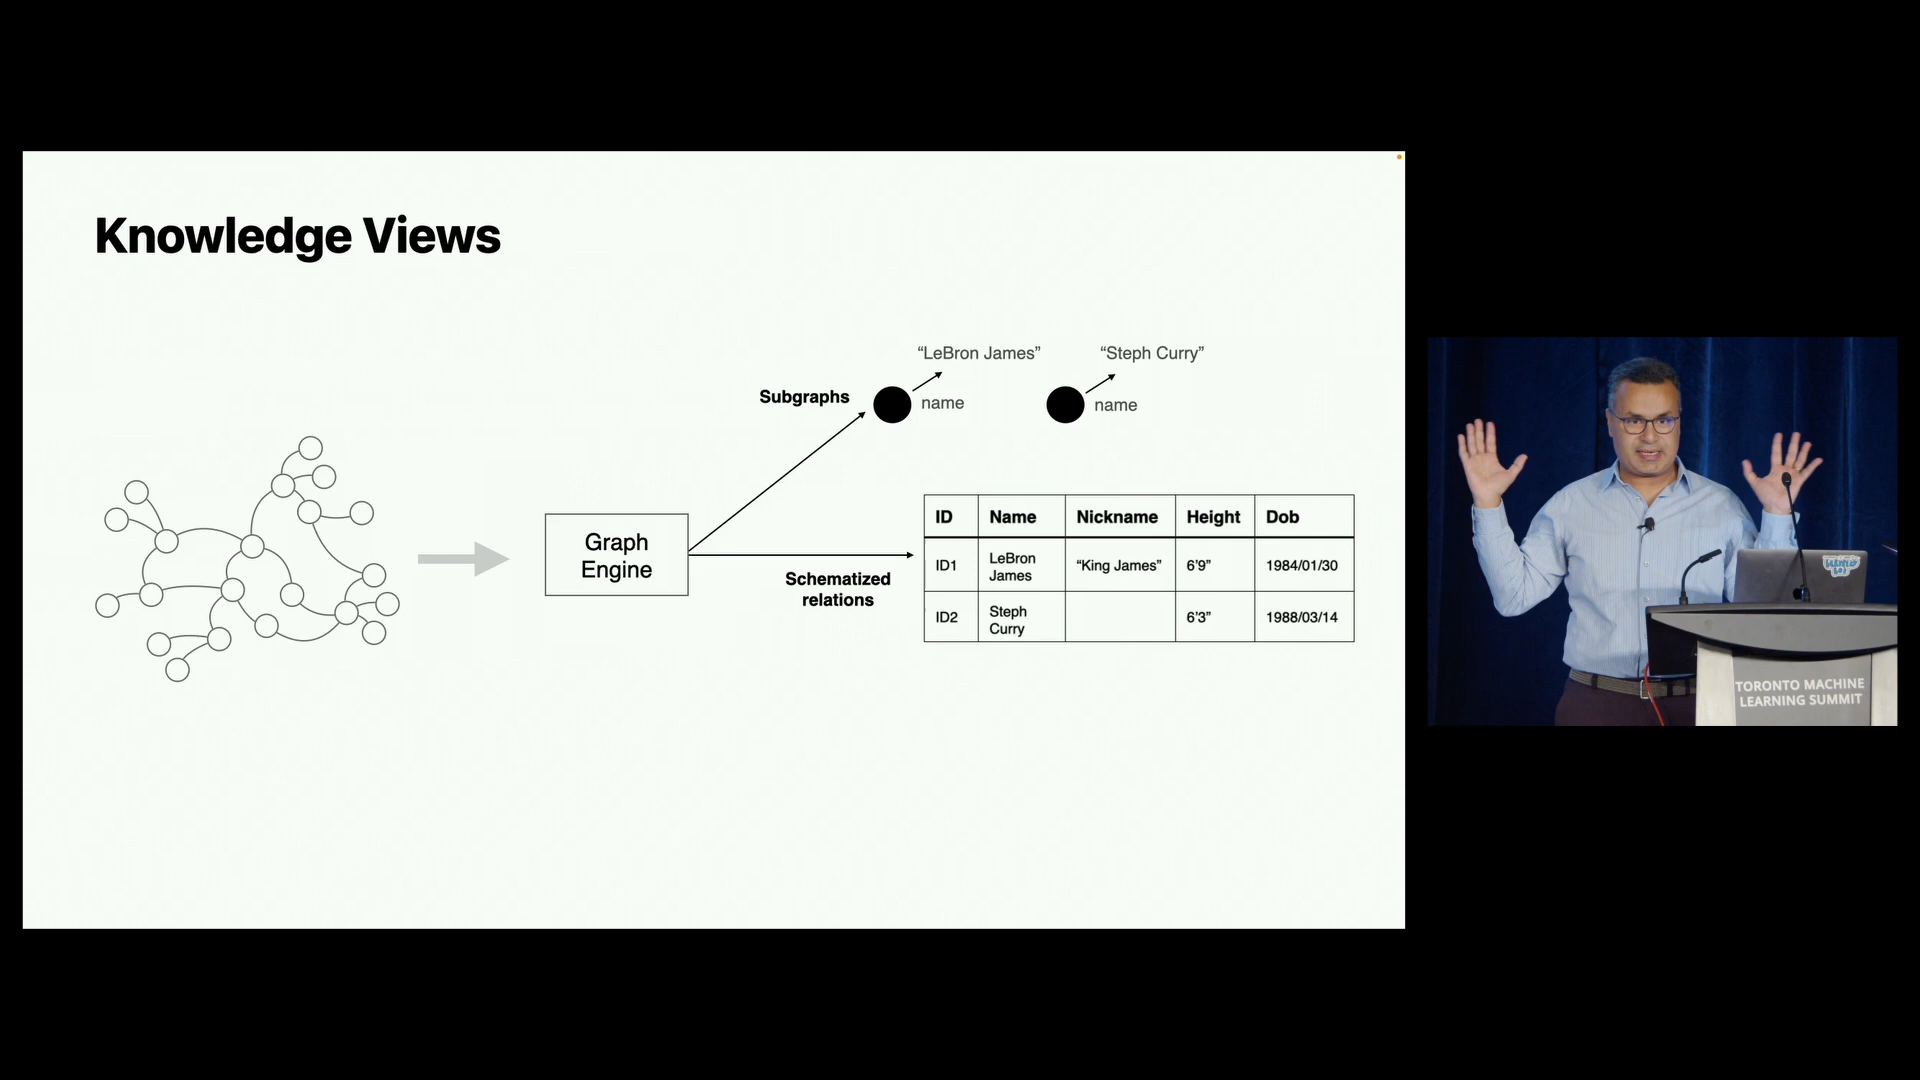 Knowledge Views
“LeBron James”
“Steph Curry”
Subgraphs
name
name
Graph
Engine
Schematized
relations
ID Name Nickname Height Dob
ID1 LeBron James “King James” 6’9” 1984/01/30
ID2 Steph Curry 6’3” 1988/03/14
TORONTO MACHINE
LEARNING SUMMIT